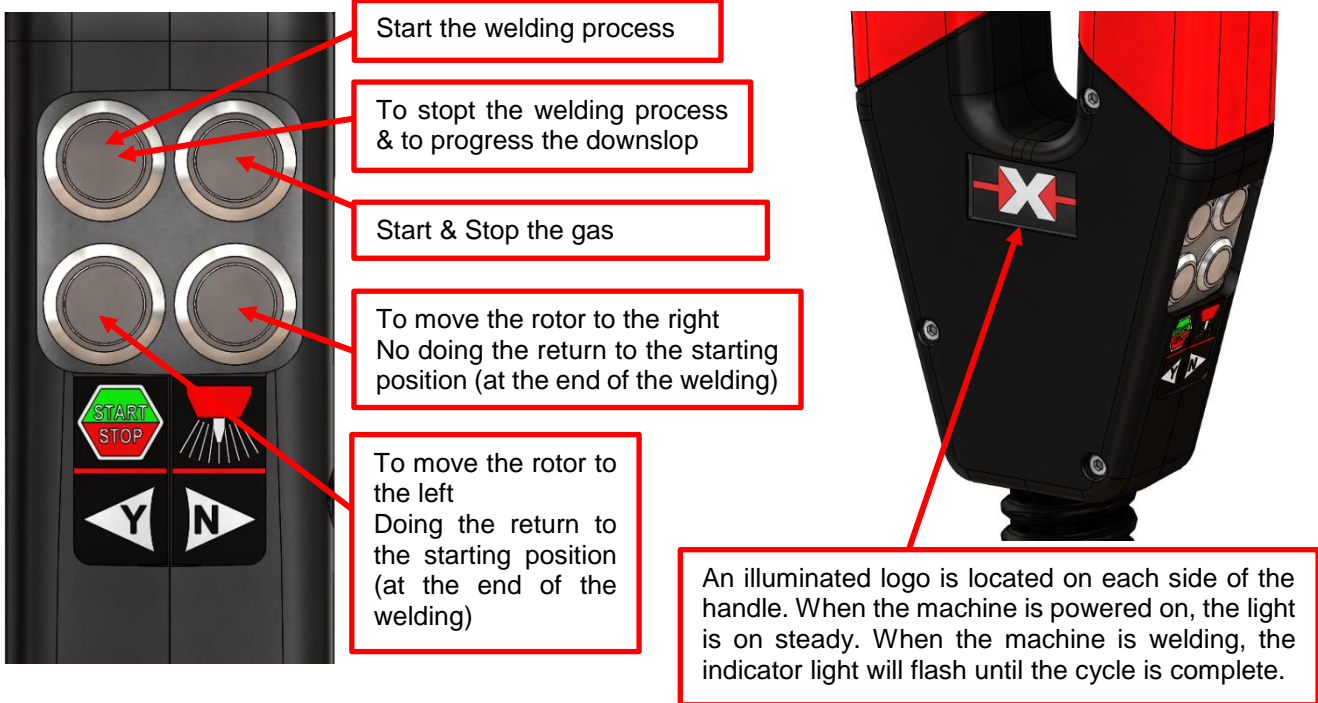 Start the welding process
To stopt the welding process
& to progress the downslop
Start & Stop the gas
To move the rotor to the right
No doing the return to the starting
position (at the end of the welding)
To move the rotor to
the left
Doing the return to
the starting position
(at the end of the
welding)
START
STOP
Y N
X
Y N
An illuminated logo is located on each side of the
handle. When the machine is powered on, the light
is on steady. When the machine is welding, the
indicator light will flash until the cycle is complete.